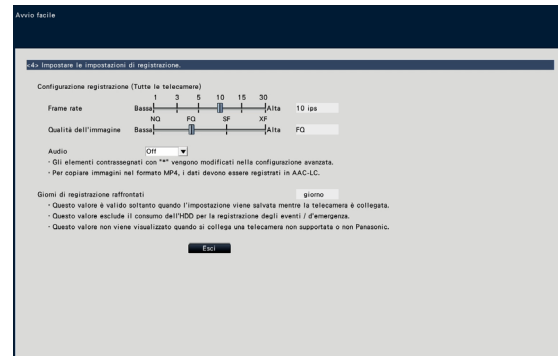 Avvio facile
<4> Impostare le impostazioni di registrazione.
Configurazione registrazione (Tutte le telecamere)
1 3 5 10 15 30
Frame rate Bassa Alta 10 ips
NQ FQ SF XF
Qualità dell'immagine Bassa Alta FQ
Audio Off
· Gli elementi contrassegnati con "*" vengono modificati nella configurazione avanzata.
· Per copiare immagini nel formato MP4, i dati devono essere registrati in AAC-LC.
Giorni di registrazione raffrontati giorno
· Questo valore è valido soltanto quando l'impostazione viene salvata mentre la telecamera è collegata.
· Questo valore esclude il consumo dell'HDD per la registrazione degli eventi / d'emergenza.
· Questo valore non viene visualizzato quando si collega una telecamera non supportata o non Panasonic.
Esci